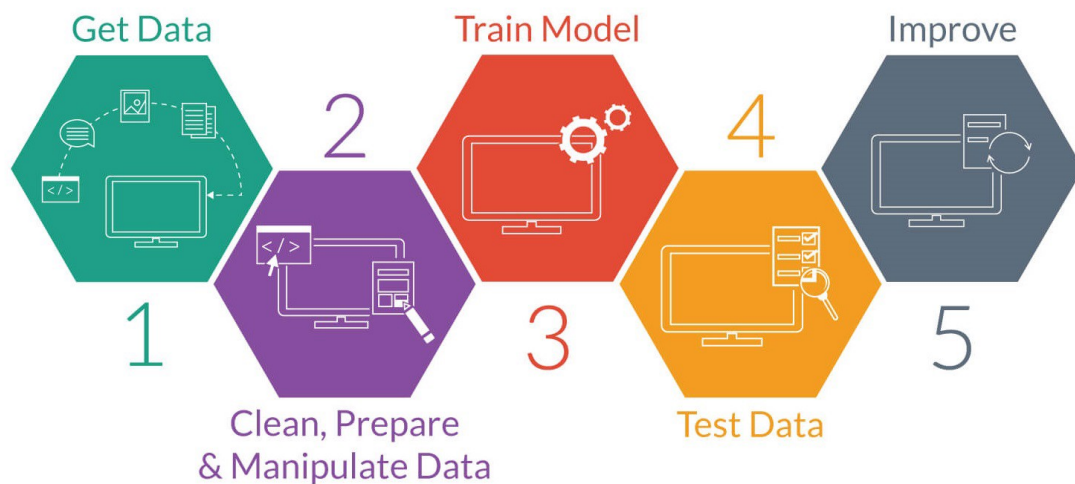 Get Data
</>
1
2
</>
Clean, Prepare
& Manipulate Data
Train Model
3
4
Test Data
Improve
5